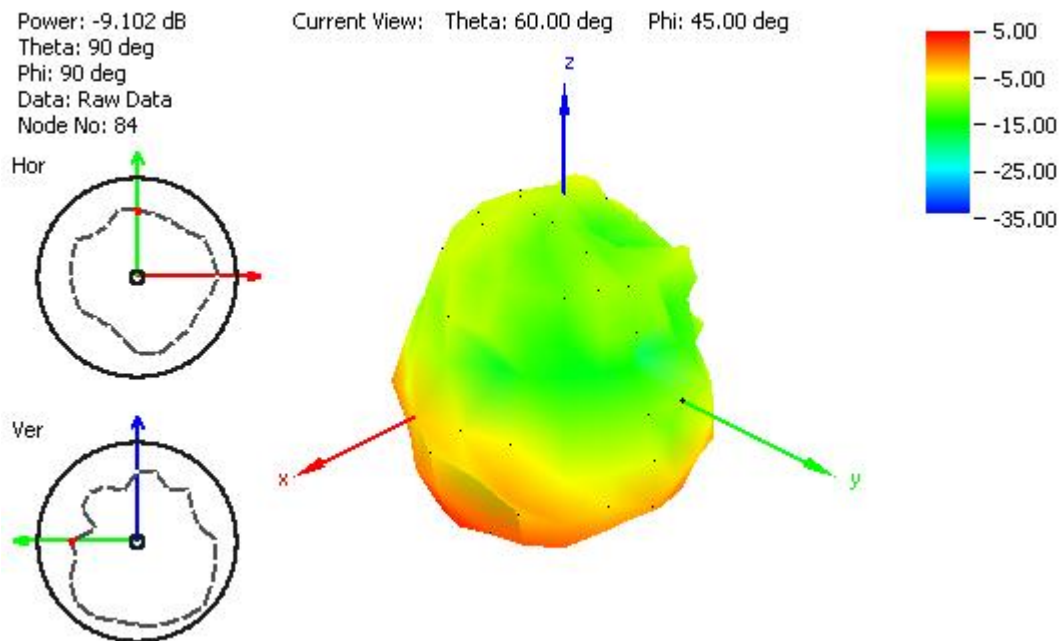 Power: -9.102 dB
Theta: 90 deg
Phi: 90 deg
Data: Raw Data
Node No: 84
Current View: Theta: 60.00 deg Phi: 45.00 deg
5.00
-5.00
-15.00
-25.00
-35.00
Hor
Ver
z
x
y